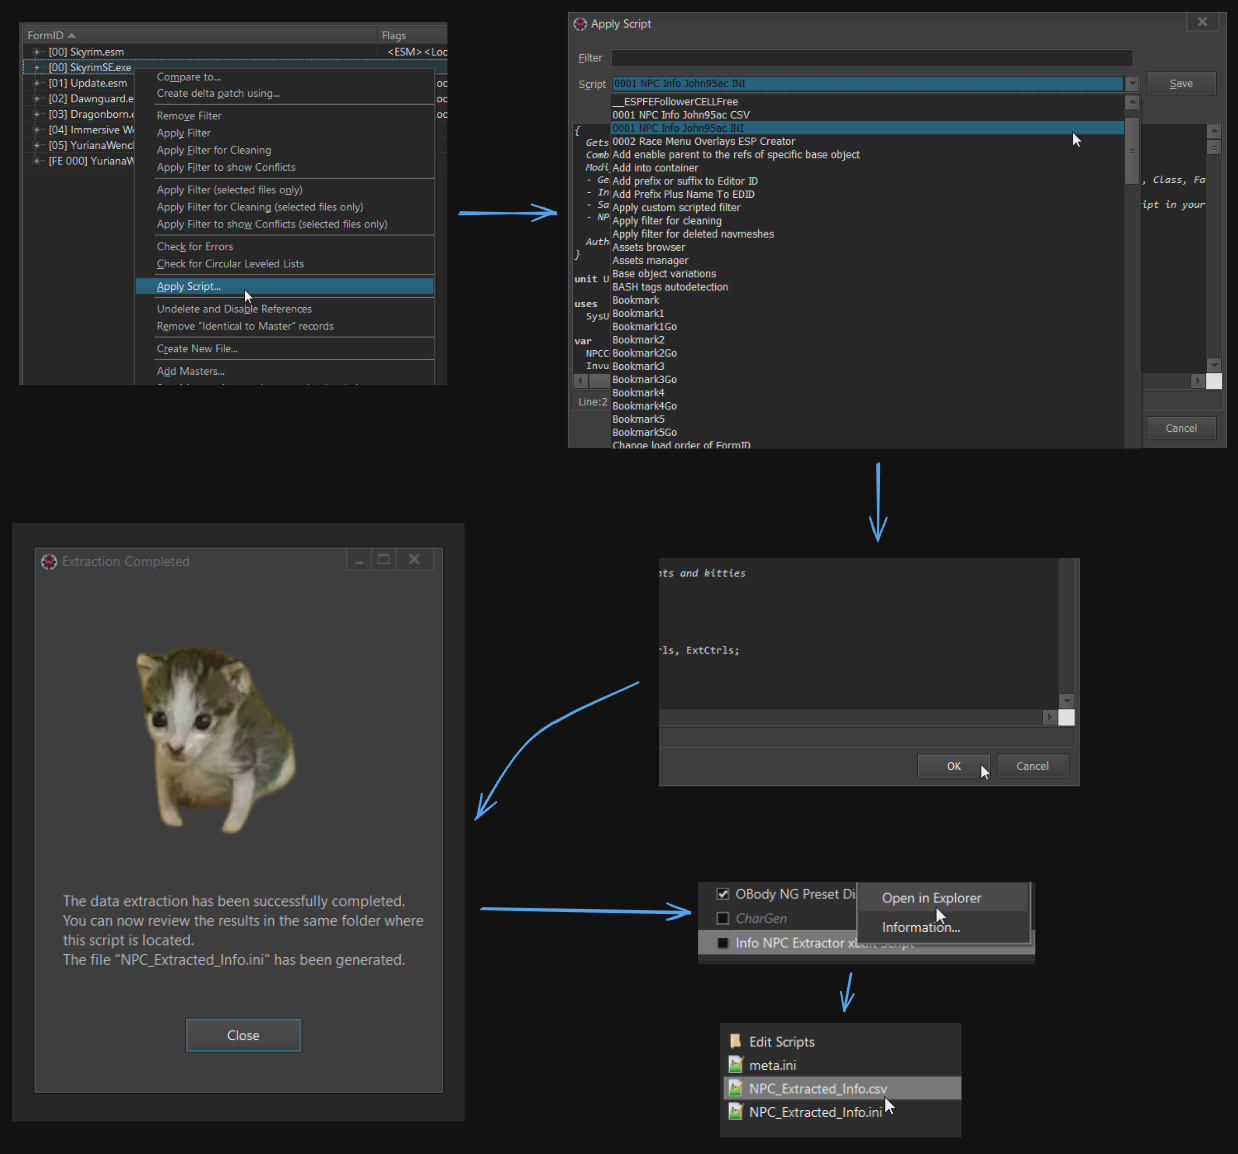 FormID Flags
[00] Skyrim.esm <ESM><Loc
[00] SkyrimSE.exe
[01] Update.esm oc
[02] Dawnguard.e oc
[03] Dragonborn.e oc
[04] Immersive We
[05] YurianaWencl
[FE 000] YurianaW
Compare to...
Create delta patch using...
Remove Filter
Apply Filter
Apply Filter for Cleaning
Apply Filter to show Conflicts
Apply Filter (selected files only)
Apply Filter for Cleaning (selected files only)
Apply Filter to show Conflicts (selected files only)
Check for Errors
Check for Circular Leveled Lists
Apply Script...
Undelete and Disable References
Remove "Identical to Master" records
Create New File...
Add Masters...
Apply Script
Filter
Script 0001 NPC Info John95ac INI Save
__ESPFEFollowerCELLFree
0001 NPC Info John95ac CSV
0001 NPC Info John95ac INI
0002 Race Menu Overlays ESP Creator
Add enable parent to the refs of specific base object
Add into container
Add prefix or suffix to Editor ID
Add Prefix Plus Name To EDID
Apply custom scripted filter
Apply filter for cleaning
Apply filter for deleted navmeshes
Assets browser
Assets manager
Base object variations
BASH tags autodetection
Bookmark
Bookmark1
Bookmark1Go
Bookmark2
Bookmark2Go
Bookmark3
Bookmark3Go
Bookmark4
Bookmark4Go
Bookmark5
Bookmark5Go
Change load order of FormID
{
Gets
Comb
Modi
- Ge , Class, Fa
- In
- Sa ipt in your
- NP
Auth
}
unit U
uses
SysU
var
NPCC
Invu
Line:2
Cancel
nts and kitties
rls, ExtCtrls;
OK Cancel
Extraction Completed
The data extraction has been successfully completed.
You can now review the results in the same folder where
this script is located.
The file "NPC_Extracted_Info.ini" has been generated.
Close
OBody NG Preset Di
CharGen
Info NPC Extractor xEdit Script
Open in Explorer
Information...
Edit Scripts
meta.ini
NPC_Extracted_Info.csv
NPC_Extracted_Info.ini